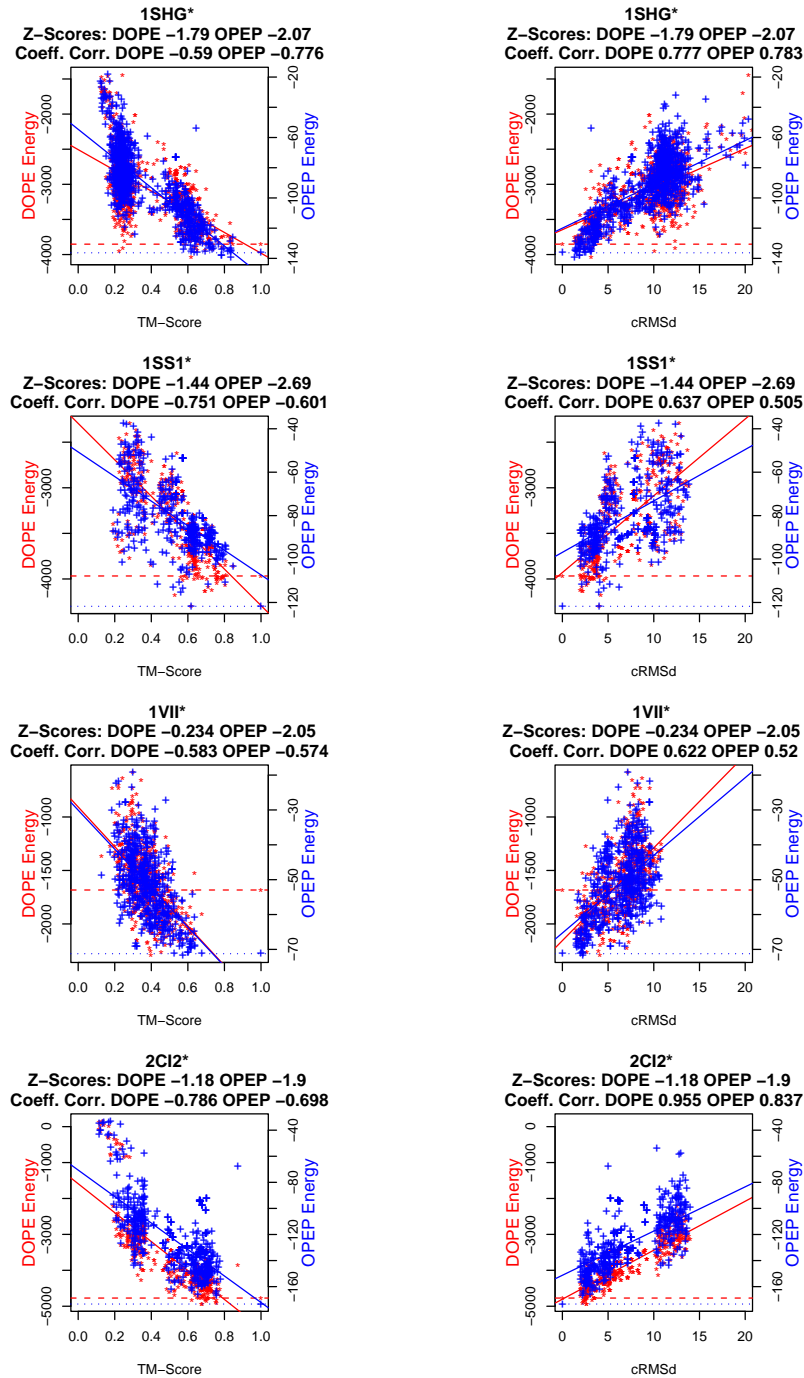 1SHG*
Z−Scores: DOPE −1.79 OPEP −2.07
Coeff. Corr. DOPE −0.59 OPEP −0.776
DOPE Energy
−2000
−3000
−4000
OPEP Energy
−20
−60
−100
−140
0.0 0.2 0.4 0.6 0.8 1.0
TM−Score
1SHG*
Z−Scores: DOPE −1.79 OPEP −2.07
Coeff. Corr. DOPE 0.777 OPEP 0.783
DOPE Energy
−2000
−3000
−4000
OPEP Energy
−20
−60
−100
−140
0 5 10 15 20
cRMSd
1SS1*
Z−Scores: DOPE −1.44 OPEP −2.69
Coeff. Corr. DOPE −0.751 OPEP −0.601
DOPE Energy
−3000
−4000
OPEP Energy
−40
−60
−80
−100
−120
0.0 0.2 0.4 0.6 0.8 1.0
TM−Score
1SS1*
Z−Scores: DOPE −1.44 OPEP −2.69
Coeff. Corr. DOPE 0.637 OPEP 0.505
DOPE Energy
−3000
−4000
OPEP Energy
−40
−60
−80
−100
−120
0 5 10 15 20
cRMSd
1VII*
Z−Scores: DOPE −0.234 OPEP −2.05
Coeff. Corr. DOPE −0.583 OPEP −0.574
DOPE Energy
−1000
−1500
−2000
OPEP Energy
−30
−50
−70
0.0 0.2 0.4 0.6 0.8 1.0
TM−Score
1VII*
Z−Scores: DOPE −0.234 OPEP −2.05
Coeff. Corr. DOPE 0.622 OPEP 0.52
DOPE Energy
−1000
−1500
−2000
OPEP Energy
−30
−50
−70
0 5 10 15 20
cRMSd
2CI2*
Z−Scores: DOPE −1.18 OPEP −1.9
Coeff. Corr. DOPE −0.786 OPEP −0.698
DOPE Energy
0
−1000
−3000
−5000
OPEP Energy
−40
−80
−120
−160
0.0 0.2 0.4 0.6 0.8 1.0
TM−Score
2CI2*
Z−Scores: DOPE −1.18 OPEP −1.9
Coeff. Corr. DOPE 0.955 OPEP 0.837
DOPE Energy
0
−1000
−3000
−5000
OPEP Energy
−40
−80
−120
−160
0 5 10 15 20
cRMSd